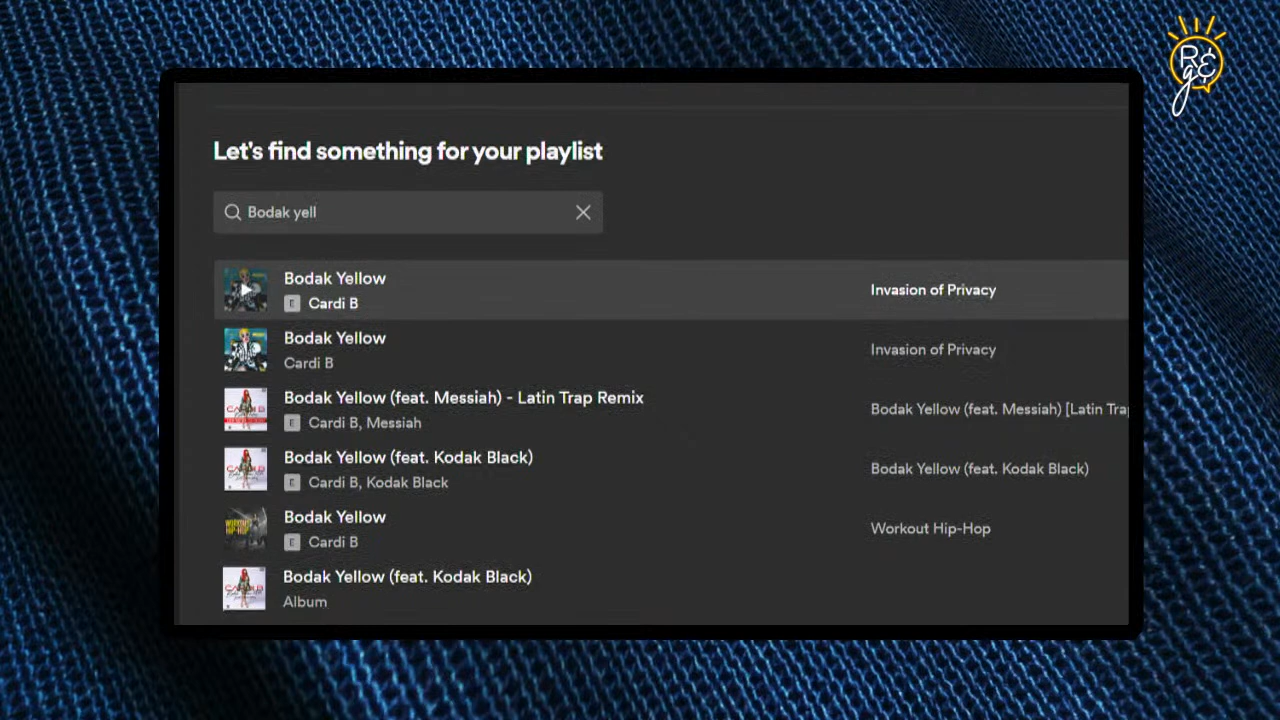 R&
g
Let's find something for your playlist
Bodak yell
Bodak Yellow
E Cardi B
Invasion of Privacy
Bodak Yellow
Cardi B
Invasion of Privacy
Bodak Yellow (feat. Messiah) - Latin Trap Remix
E Cardi B, Messiah
Bodak Yellow (feat. Messiah) [Latin Tra
Bodak Yellow (feat. Kodak Black)
E Cardi B, Kodak Black
Bodak Yellow (feat. Kodak Black)
WORKOUT
HIP-HOP
Bodak Yellow
E Cardi B
Workout Hip-Hop
Bodak Yellow (feat. Kodak Black)
Album